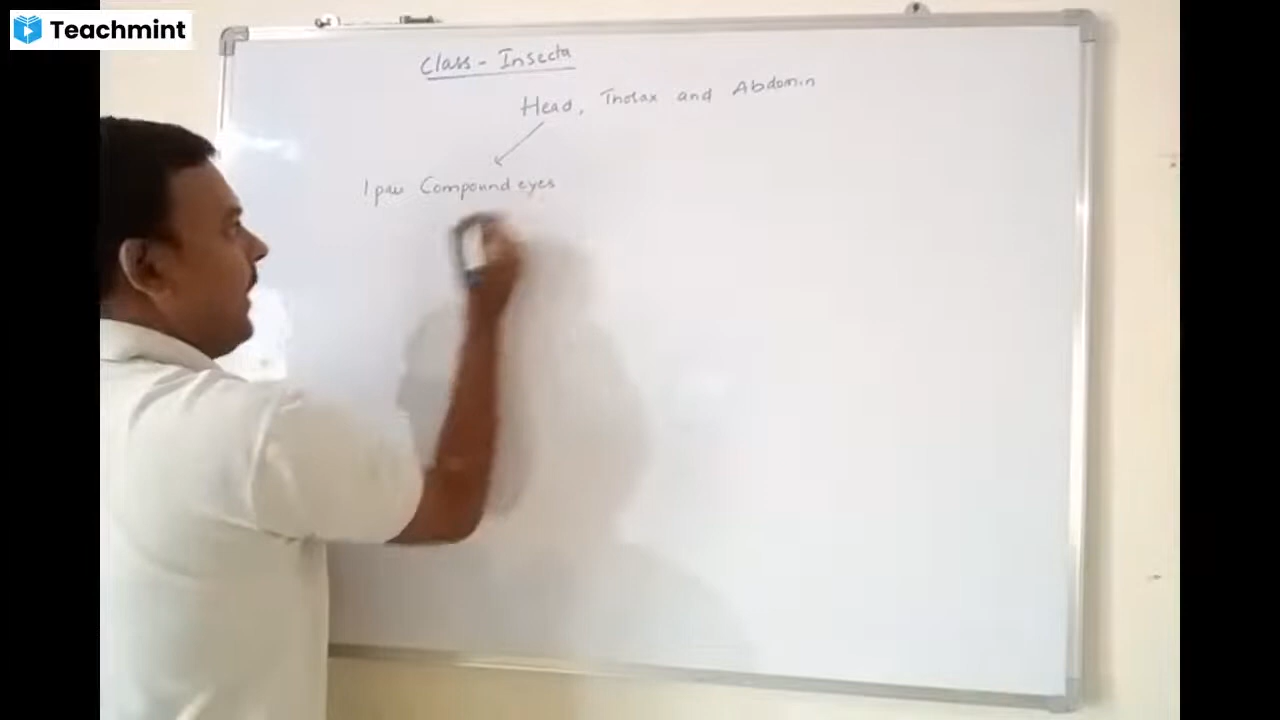 Teachmint
Class - Insecta
Head, Thorax and Abdomin
1 pair Compound eyes